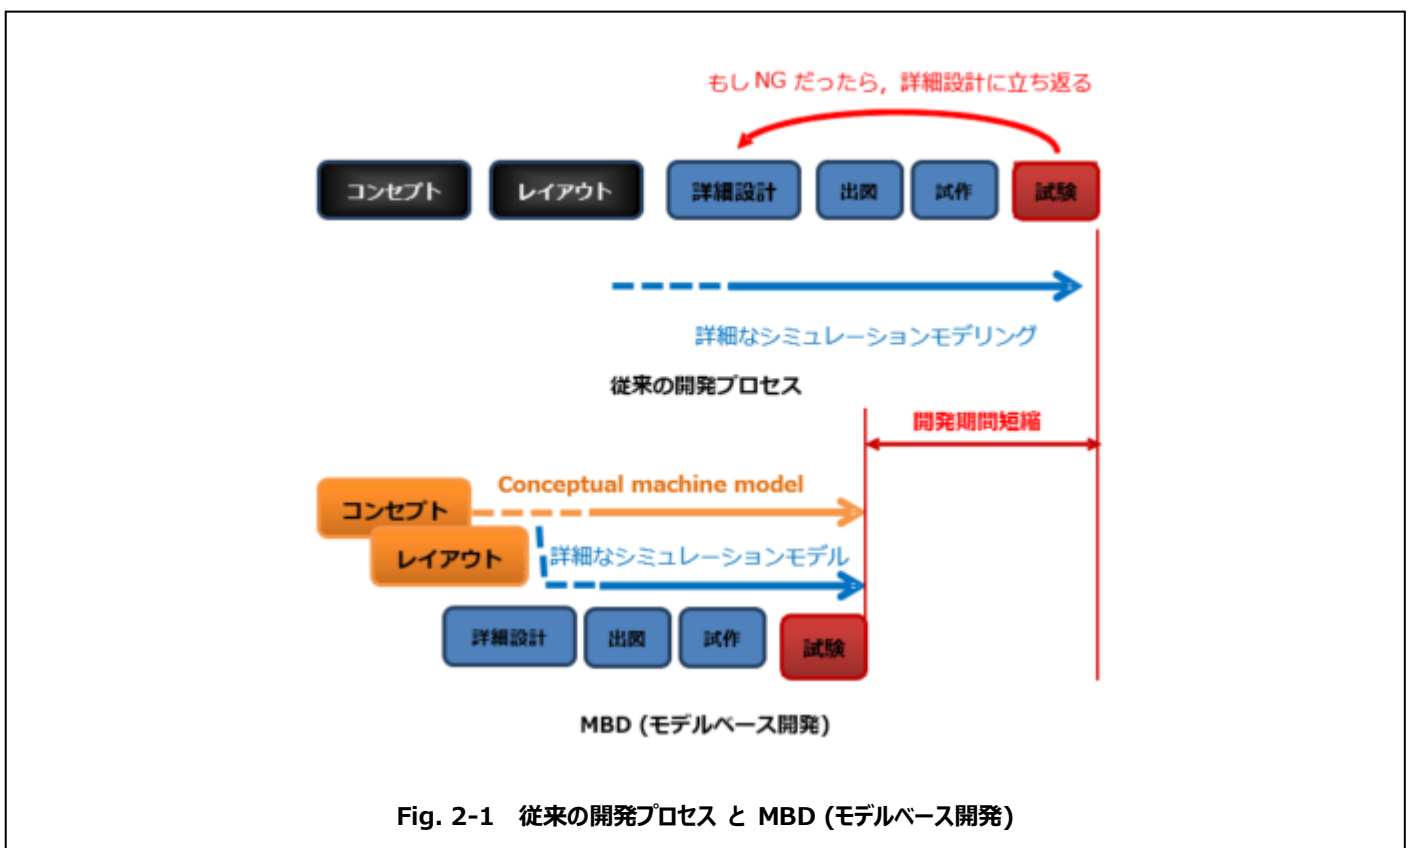 もし NG だったら，詳細設計に立ち返る
コンセプト レイアウト 詳細設計 出図 試作 試験
詳細なシミュレーションモデリング
従来の開発プロセス
開発期間短縮
Conceptual machine model
コンセプト
レイアウト
詳細なシミュレーションモデル
詳細設計 出図 試作 試験
MBD (モデルベース開発)
Fig. 2-1 従来の開発プロセス と MBD (モデルベース開発)